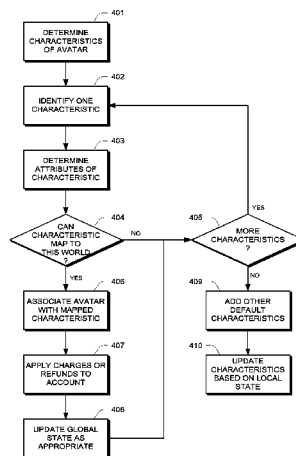 401
DETERMINE
CHARACTERISTICS
OF AVATAR
402
IDENTIFY ONE
CHARACTERISTIC
403
DETERMINE
ATTRIBUTES OF
CHARACTERISTIC
404
CAN
CHARACTERISTIC
MAP TO
THIS WORLD
?
NO
YES
405
MORE
CHARACTERISTICS
?
YES
NO
406
ASSOCIATE AVATAR
WITH MAPPED
CHARACTERISTIC
407
APPLY CHARGES OR
REFUNDS TO
ACCOUNT
408
UPDATE GLOBAL
STATE AS
APPROPRIATE
409
ADD OTHER
DEFAULT
CHARACTERISTICS
410
UPDATE
CHARACTERISTICS
BASED ON LOCAL
STATE